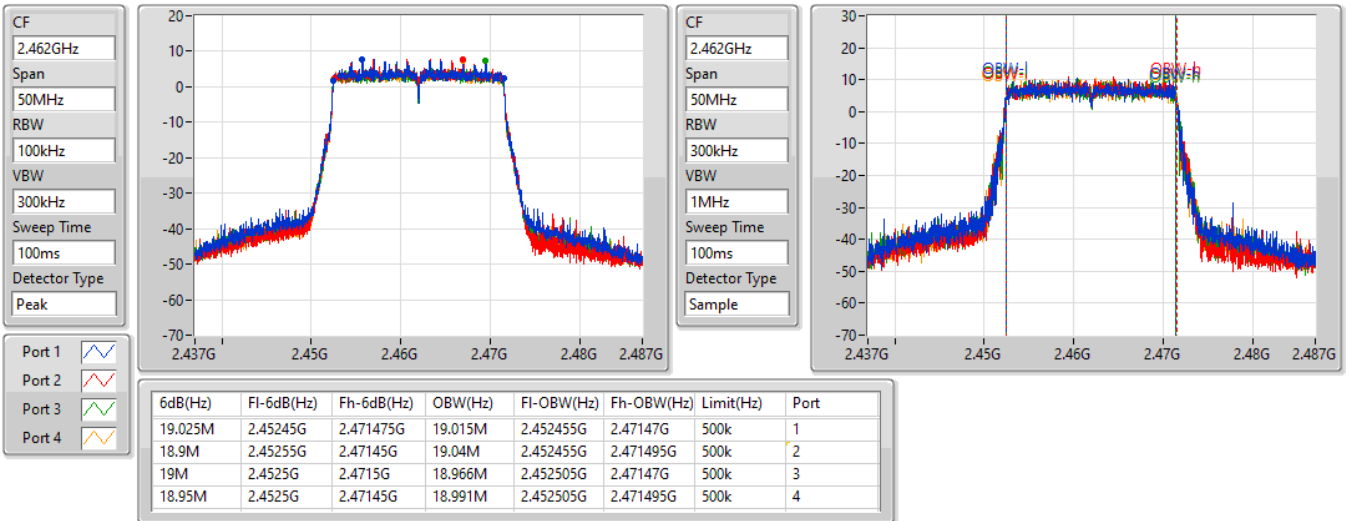 CF
2.462GHz
Span
50MHz
RBW
100kHz
VBW
300kHz
Sweep Time
100ms
Detector Type
Peak
20
10
0
-10
-20
-30
-40
-50
-60
-70
2.437G 2.45G 2.46G 2.47G 2.48G 2.487G
CF
2.462GHz
Span
50MHz
RBW
300kHz
VBW
1MHz
Sweep Time
100ms
Detector Type
Sample
30
20
10
0
-10
-20
-30
-40
-50
-60
-70
OBW-l OBW-h
2.437G 2.45G 2.46G 2.47G 2.48G 2.487G
Port 1
Port 2
Port 3
Port 4
6dB(Hz) Fl-6dB(Hz) Fh-6dB(Hz) OBW(Hz) Fl-OBW(Hz) Fh-OBW(Hz) Limit(Hz) Port
19.025M 2.45245G 2.471475G 19.015M 2.452455G 2.47147G 500k 1
18.9M 2.45255G 2.47145G 19.04M 2.452455G 2.471495G 500k 2
19M 2.4525G 2.4715G 18.966M 2.452505G 2.47147G 500k 3
18.95M 2.4525G 2.47145G 18.991M 2.452505G 2.471495G 500k 4